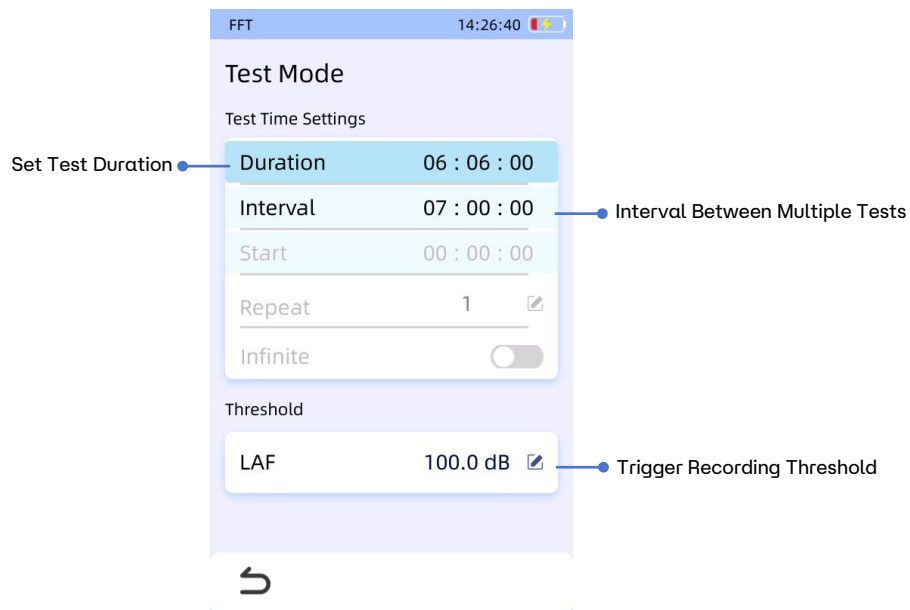 FFT 14:26:40
Test Mode
Test Time Settings
Set Test Duration
Duration 06 : 06 : 00
Interval 07 : 00 : 00
Interval Between Multiple Tests
Start 00 : 00 : 00
Repeat 1
Infinite
Threshold
LAF 100.0 dB
Trigger Recording Threshold